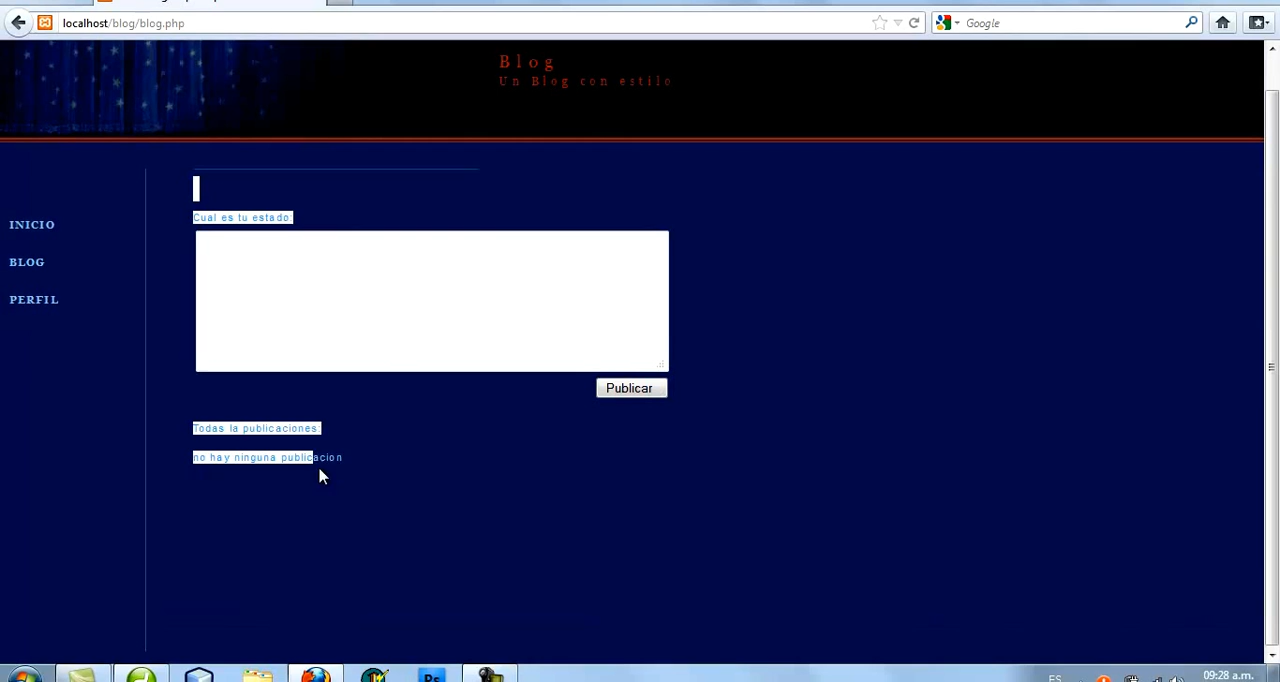 localhost/blog/blog.php
Google
Blog
Un Blog con estilo
INICIO
BLOG
PERFIL
Cual es tu estado:
Publicar
Todas la publicaciones:
no hay ninguna publicacion
Ps
ES
09:28 a.m.